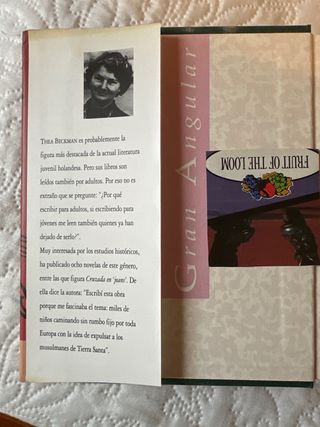 THEA BECKMAN es probablemente la
figura más destacada de la actual literatura
juvenil holandesa. Pero sus libros son
leídos también por adultos. Por eso no es
extraño que se pregunte: "¿Por qué
escribir para adultos, si escribiendo para
jóvenes me leen también quienes ya han
dejado de serlo?".
Muy interesada por los estudios históricos,
ha publicado ocho novelas de este género,
entre las que figura Cruzada en 'jeans'. De
ella dice la autora: "Escribí esta obra
porque me fascinaba el tema: miles de
niños caminando sin rumbo fijo por toda
Europa con la idea de expulsar a los
musulmanes de Tierra Santa".
Gran Angular
FRUIT OF THE LOOM